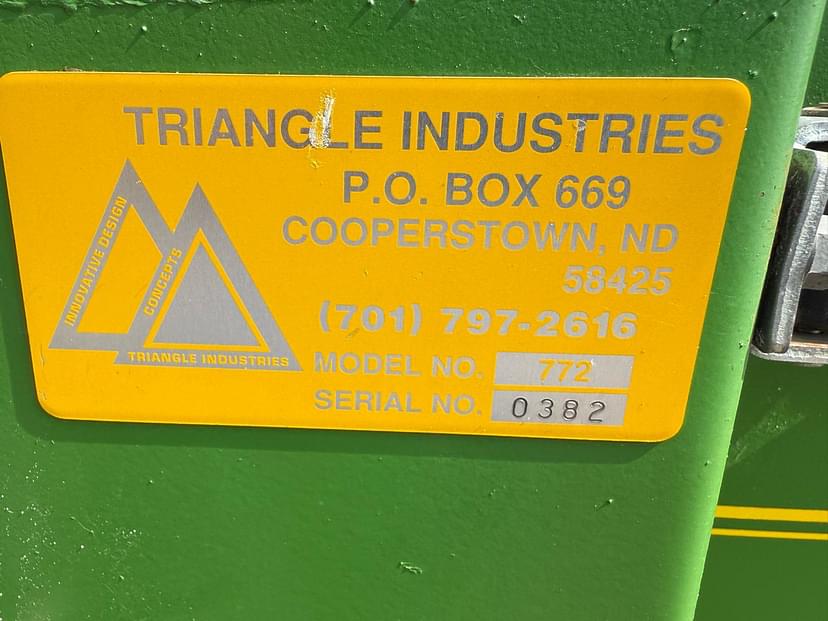 TRIANGLE INDUSTRIES
P.O. BOX 669
COOPERSTOWN, ND
58425
(701) 797-2616
MODEL NO. 772
SERIAL NO. 0382
INNOVATIVE DESIGN
CONCEPTS
TRIANGLE INDUSTRIES